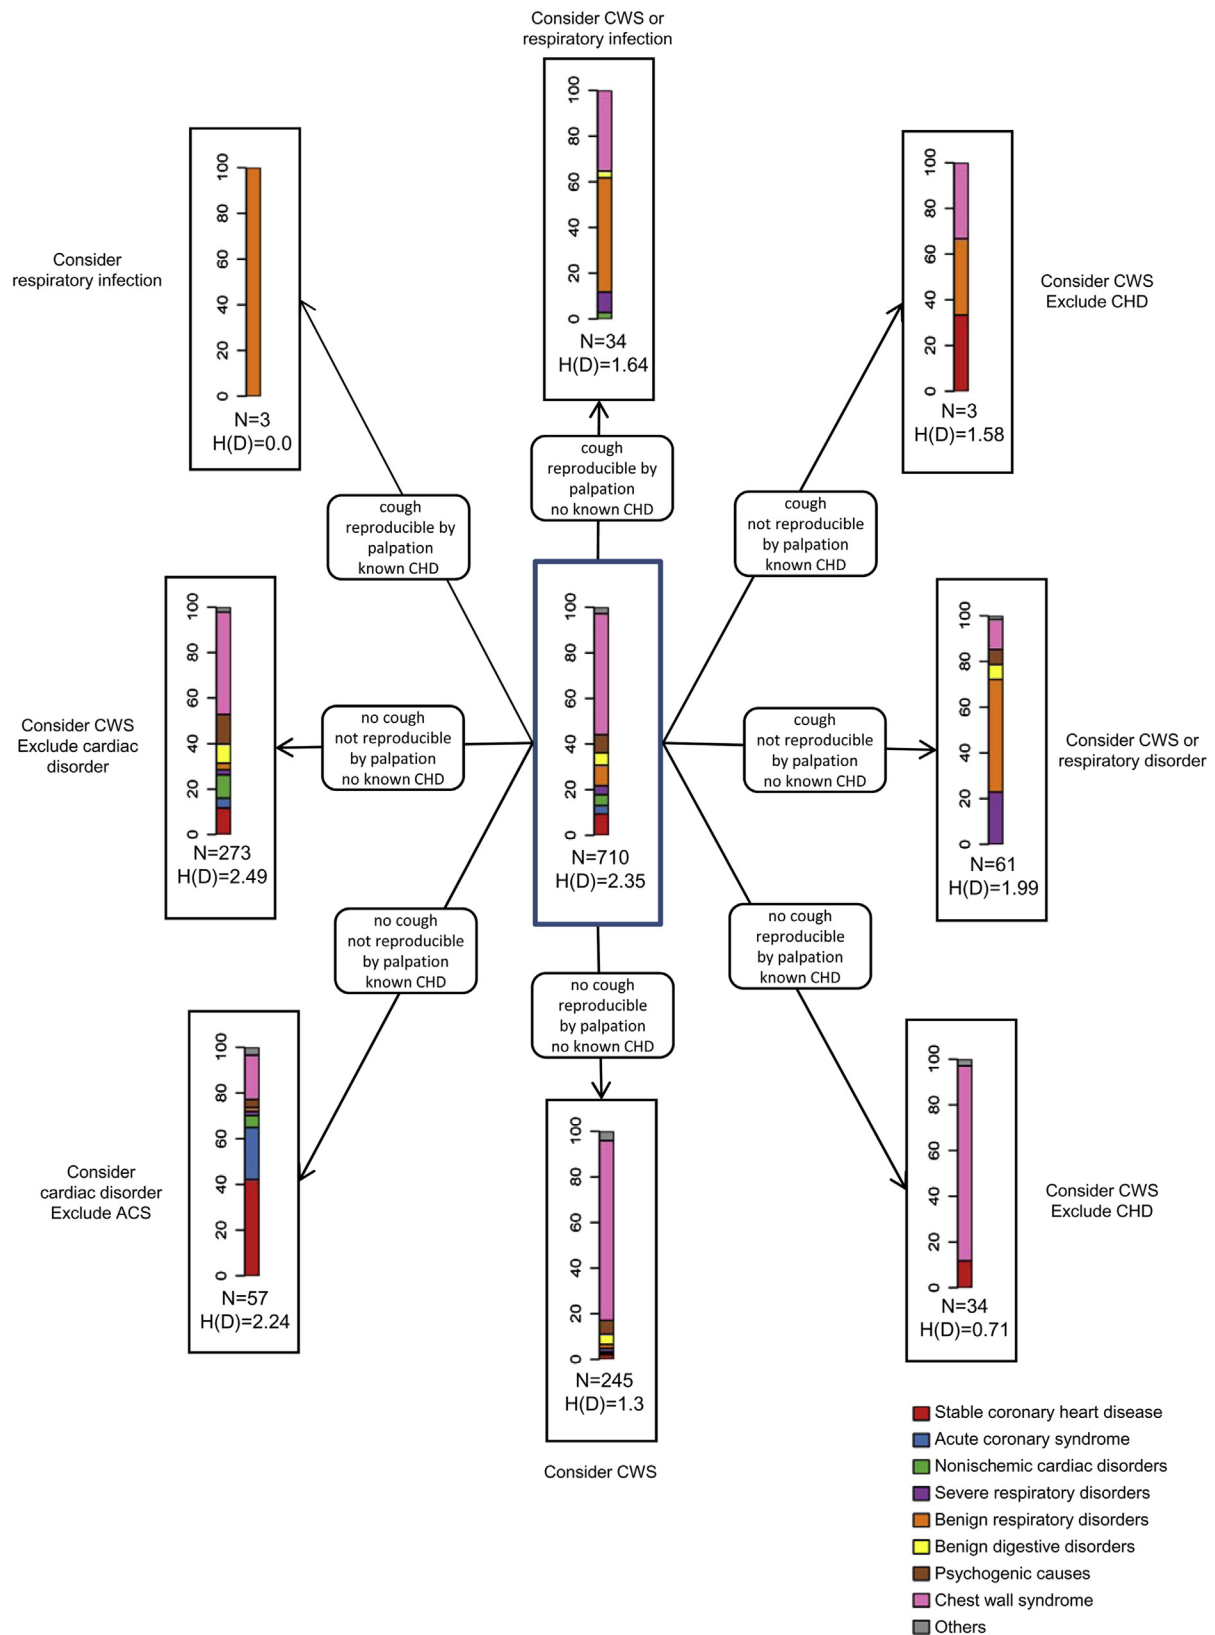 Consider CWS or
respiratory infection
100
80
60
40
20
0
N=34
H(D)=1.64
Consider
respiratory infection
100
80
60
40
20
0
N=3
H(D)=0.0
100
80
60
40
20
0
N=3
H(D)=1.58
Consider CWS
Exclude CHD
cough
reproducible by
palpation
known CHD
cough
reproducible by
palpation
no known CHD
cough
not reproducible
by palpation
known CHD
Consider CWS
Exclude cardiac
disorder
100
80
60
40
20
0
N=273
H(D)=2.49
no cough
not reproducible
by palpation
no known CHD
100
80
60
40
20
0
N=710
H(D)=2.35
cough
not reproducible
by palpation
no known CHD
100
80
60
40
20
0
N=61
H(D)=1.99
Consider CWS or
respiratory disorder
no cough
not reproducible
by palpation
known CHD
no cough
reproducible
by palpation
no known CHD
no cough
reproducible
by palpation
known CHD
Consider
cardiac disorder
Exclude ACS
100
80
60
40
20
0
N=57
H(D)=2.24
100
80
60
40
20
0
N=245
H(D)=1.3
Consider CWS
100
80
60
40
20
0
N=34
H(D)=0.71
Consider CWS
Exclude CHD
Stable coronary heart disease
Acute coronary syndrome
Nonischemic cardiac disorders
Severe respiratory disorders
Benign respiratory disorders
Benign digestive disorders
Psychogenic causes
Chest wall syndrome
Others